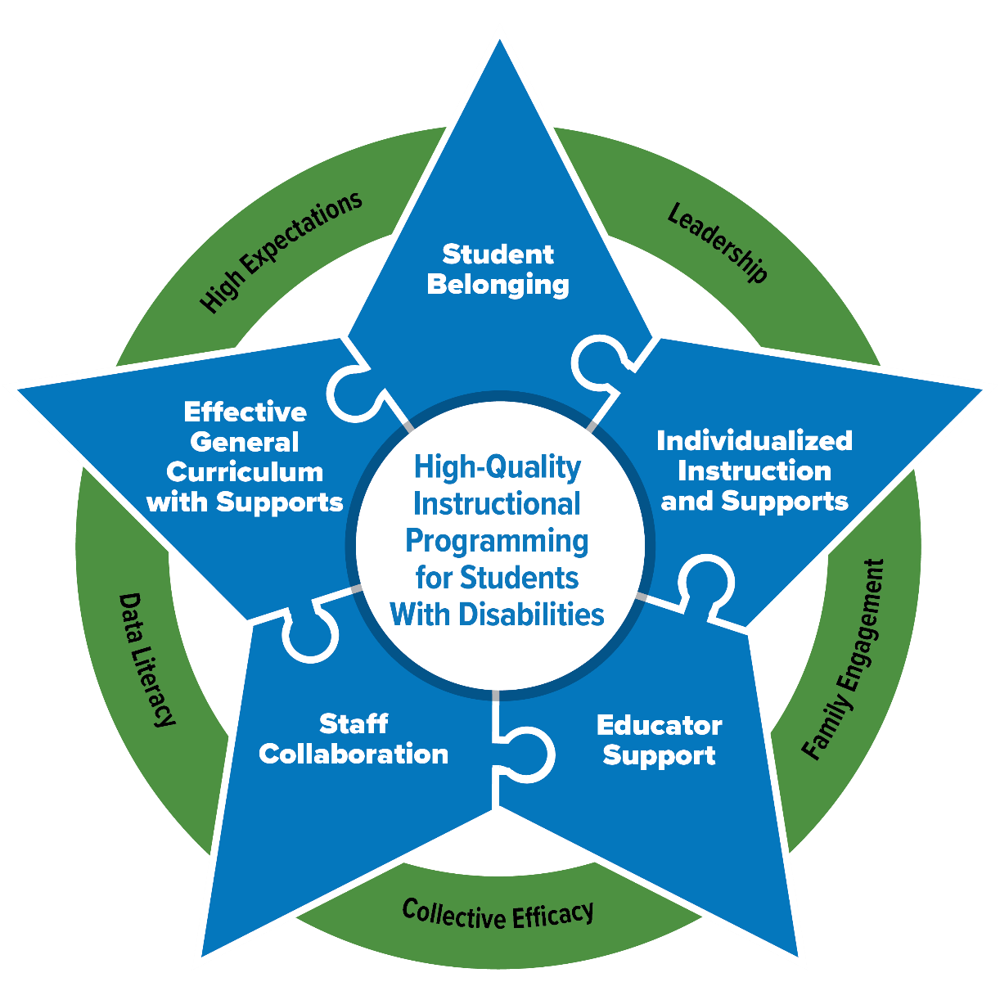 High Expectations
Leadership
Student
Belonging
Effective
General
Curriculum
with Supports
Individualized
Instruction
and Supports
High-Quality
Instructional
Programming
for Students
With Disabilities
Data Literacy
Family Engagement
Staff
Collaboration
Educator
Support
Collective Efficacy